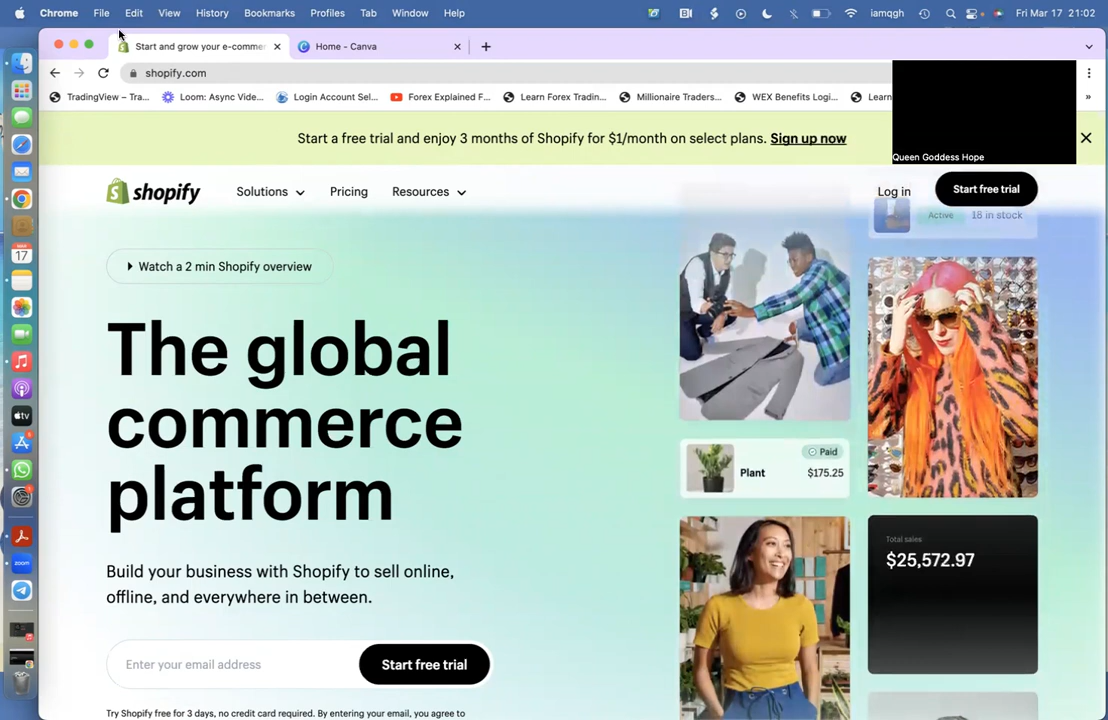 Chrome File Edit View History Bookmarks Profiles Tab Window Help iamqgh Fri Mar 17 21:02
Start and grow your e-commer Home - Canva
shopify.com
TradingView – Tra... Loom: Async Vide... Login Account Sel... Forex Explained F... Learn Forex Tradin... Millionaire Traders... WEX Benefits Logi... Learn
Start a free trial and enjoy 3 months of Shopify for $1/month on select plans. Sign up now
Queen Goddess Hope
shopify Solutions Pricing Resources Log in Start free trial
Active 18 in stock
Watch a 2 min Shopify overview
The global
commerce
platform
Paid
Plant $175.25
Total sales
$25,572.97
Build your business with Shopify to sell online,
offline, and everywhere in between.
Enter your email address Start free trial
Try Shopify free for 3 days, no credit card required. By entering your email, you agree to
MAR
17
tv
zoom